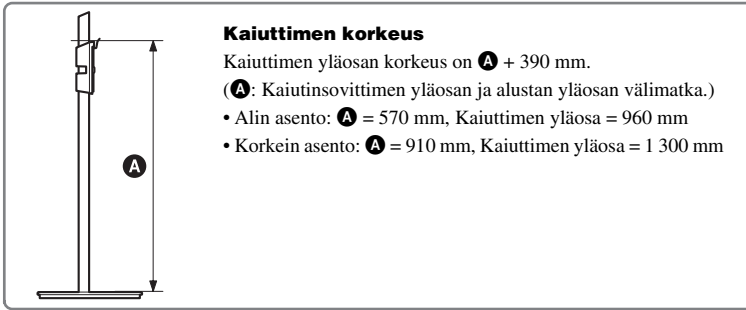 Kaiuttimen korkeus
Kaiuttimen yläosan korkeus on A + 390 mm.
(A: Kaiutinsovittimen yläosan ja alustan yläosan välimatka.)
• Alin asento: A = 570 mm, Kaiuttimen yläosa = 960 mm
• Korkein asento: A = 910 mm, Kaiuttimen yläosa = 1 300 mm
A